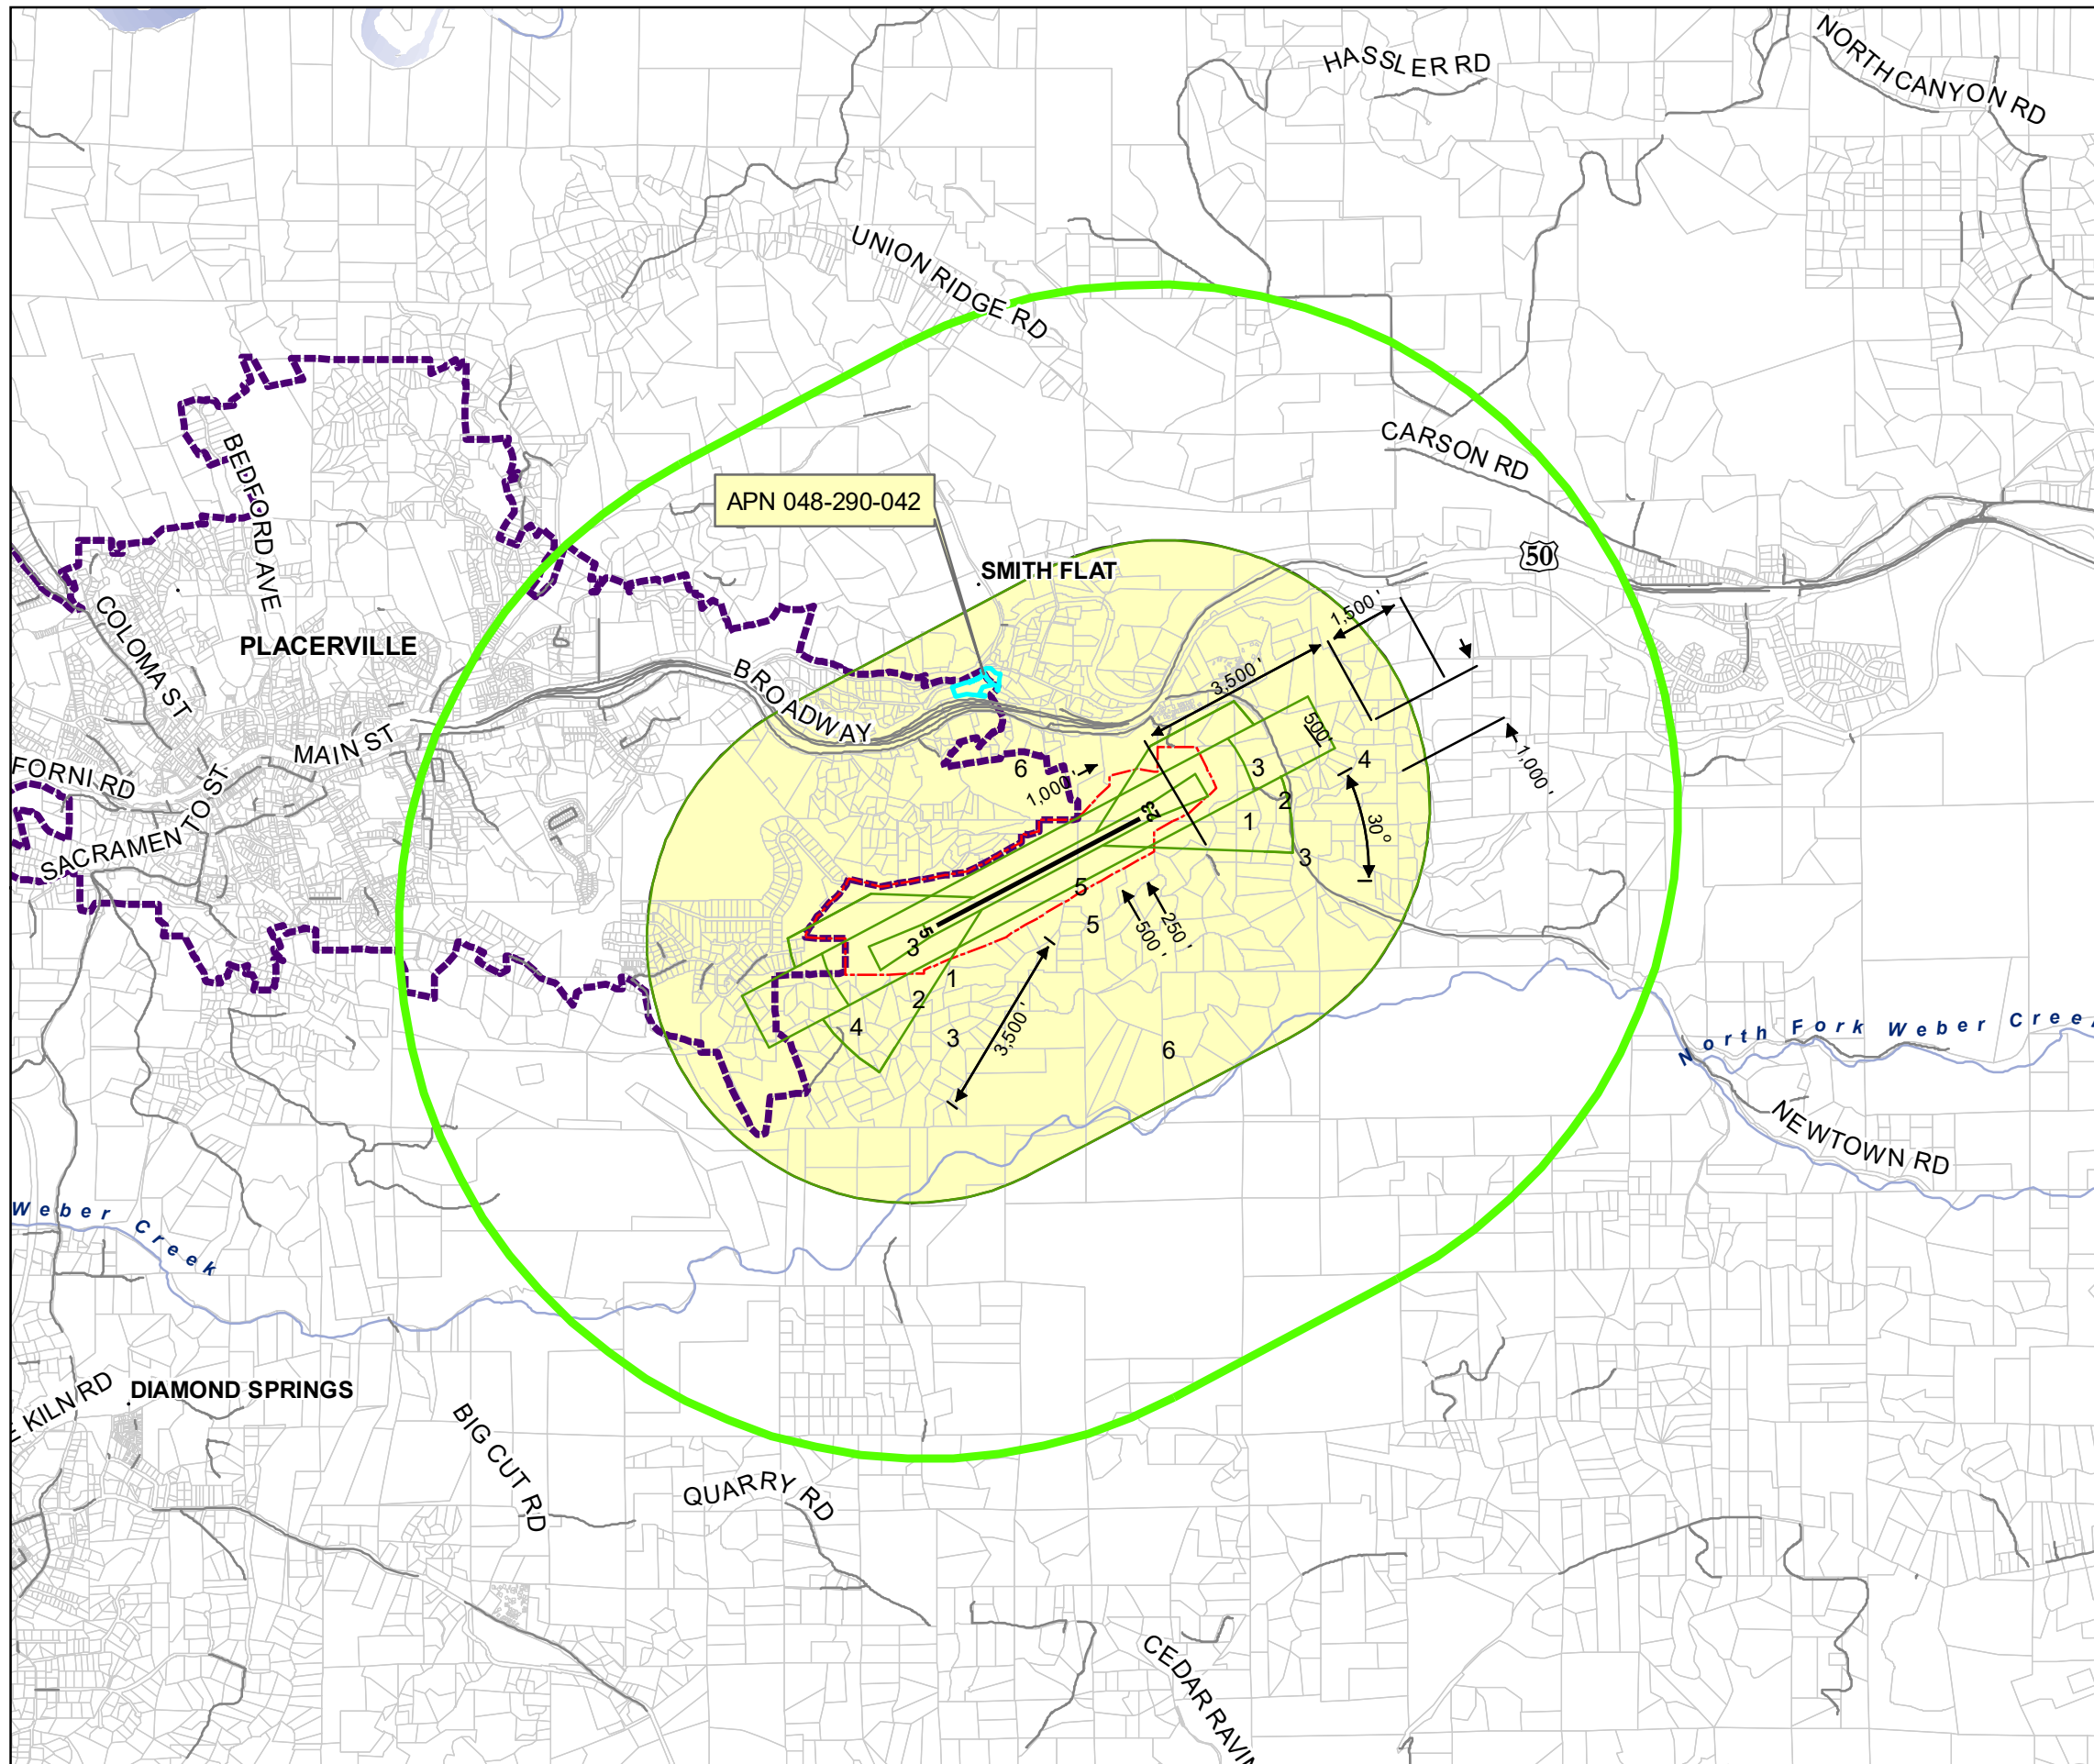 HASSLER RD
NORTH CANYON RD
UNION RIDGE RD
CARSON RD
APN 048-290-042
50
SMITH FLAT
BEDFORD AVE
COLOMA ST
PLACERVILLE
BROADWAY
MAIN ST
FORNI RD
SACRAMENTO ST
1,500 '
3,500 '
500'
1,000 '
1,000 '
30 °
6
3
4
2
1
3
23
5
5
5
3
250 '
500 '
1
2
4
3
3,500 '
6
North Fork Weber Creek
NEWTOWN RD
Weber Creek
DIAMOND SPRINGS
KILN RD
BIG CUT RD
QUARRY RD
CEDAR RAVIN